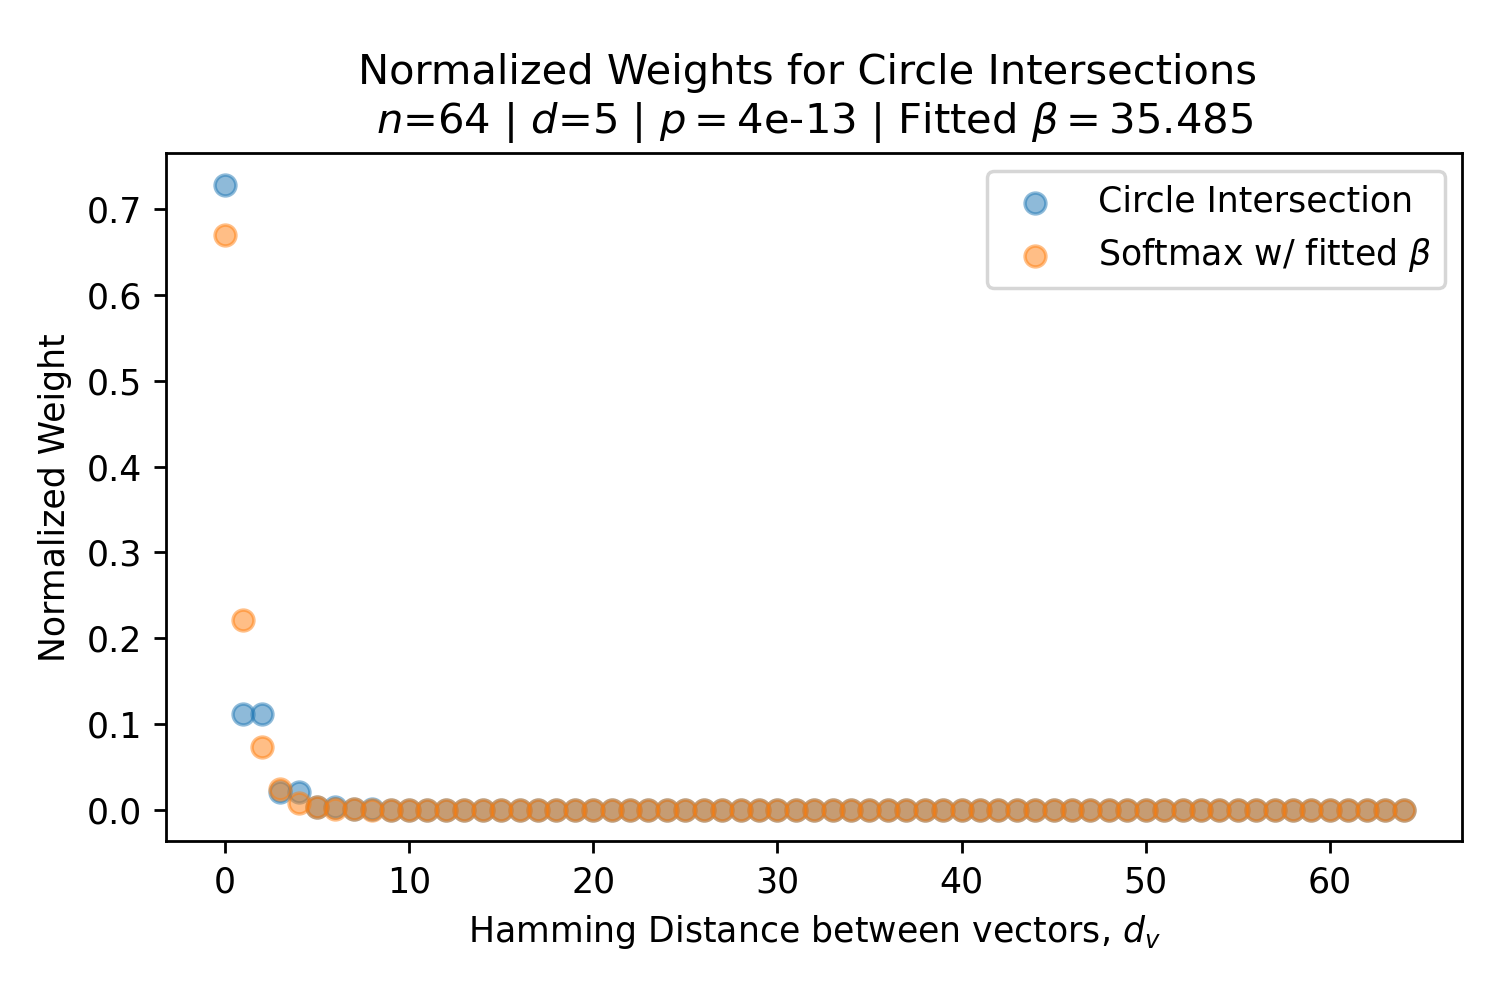 Normalized Weights for Circle Intersections
n=64 | d=5 | p = 4e-13 | Fitted β = 35.485
Circle Intersection
Softmax w/ fitted β
Normalized Weight
0.7
0.6
0.5
0.4
0.3
0.2
0.1
0.0
0 10 20 30 40 50 60
Hamming Distance between vectors, dᵥ